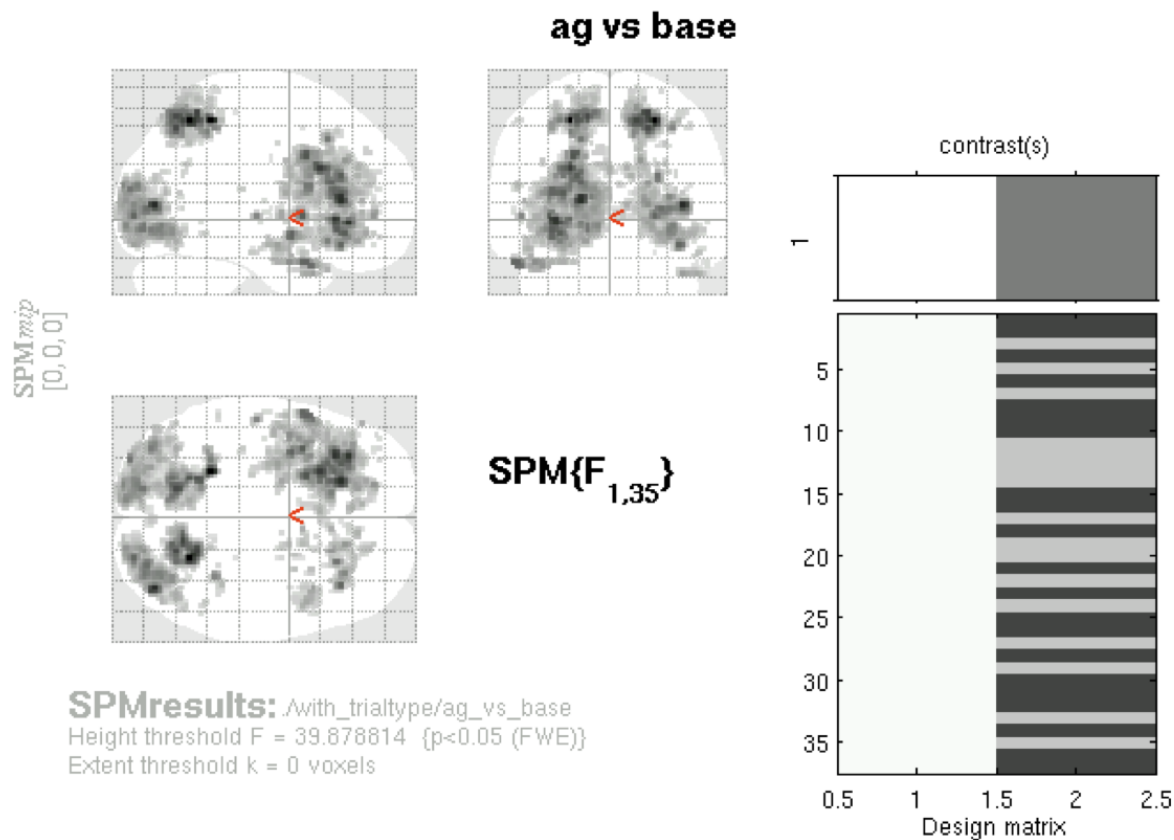 ag vs base
contrast(s)
1
SPMmip
[0, 0, 0]
SPM{F1,35}
5
10
15
20
25
30
35
0.5 1 1.5 2 2.5
Design matrix
SPMresults: ./with_trialtype/ag_vs_base
Height threshold F = 39.878814 {p<0.05 (FWE)}
Extent threshold k = 0 voxels